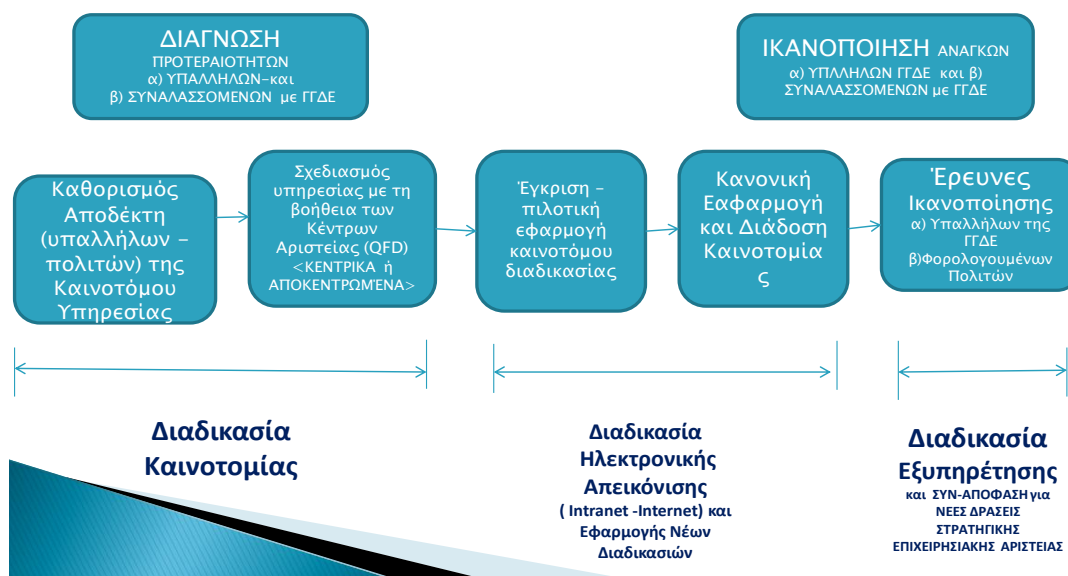 ΔΙΑΓΝΩΣΗ
ΠΡΟΤΕΡΑΙΟΤΗΤΩΝ
α) ΥΠΑΛΛΗΛΩΝ-και
β) ΣΥΝΑΛΑΣΣΟΜΕΝΩΝ με ΓΓΔΕ
ΙΚΑΝΟΠΟΙΗΣΗ ΑΝΑΓΚΩΝ
α) ΥΠΛΛΗΛΩΝ ΓΓΔΕ και β)
ΣΥΝΑΛΑΣΣΟΜΕΝΩΝ με ΓΓΔΕ
Καθορισμός
Αποδέκτη
(υπαλλήλων –
πολιτών) της
Καινοτόμου
Υπηρεσίας
Σχεδιασμός
υπηρεσίας με τη
βοήθεια των
Κέντρων
Αριστείας (QFD)
<ΚΕΝΤΡΙΚΑ ή
ΑΠΟΚΕΝΤΡΩΜΈΝΑ>
Έγκριση –
πιλοτική
εφαρμογή
καινοτόμου
διαδικασίας
Κανονική
Εαφαρμογή
και Διάδοση
Καινοτομία
ς
Έρευνες
Ικανοποίησης
α) Υπαλλήλων της
ΓΓΔΕ
β)Φορολογουμένων
Πολιτών
Διαδικασία
Καινοτομίας
Διαδικασία
Ηλεκτρονικής
Απεικόνισης
( Intranet -Internet) και
Εφαρμογής Νέων
Διαδικασιών
Διαδικασία
Εξυπηρέτησης
και ΣΥΝ-ΑΠΟΦΑΣΗ για
ΝΕΕΣ ΔΡΑΣΕΙΣ
ΣΤΡΑΤΗΓΙΚΗΣ
ΕΠΙΧΕΙΡΗΣΙΑΚΗΣ ΑΡΙΣΤΕΙΑΣ